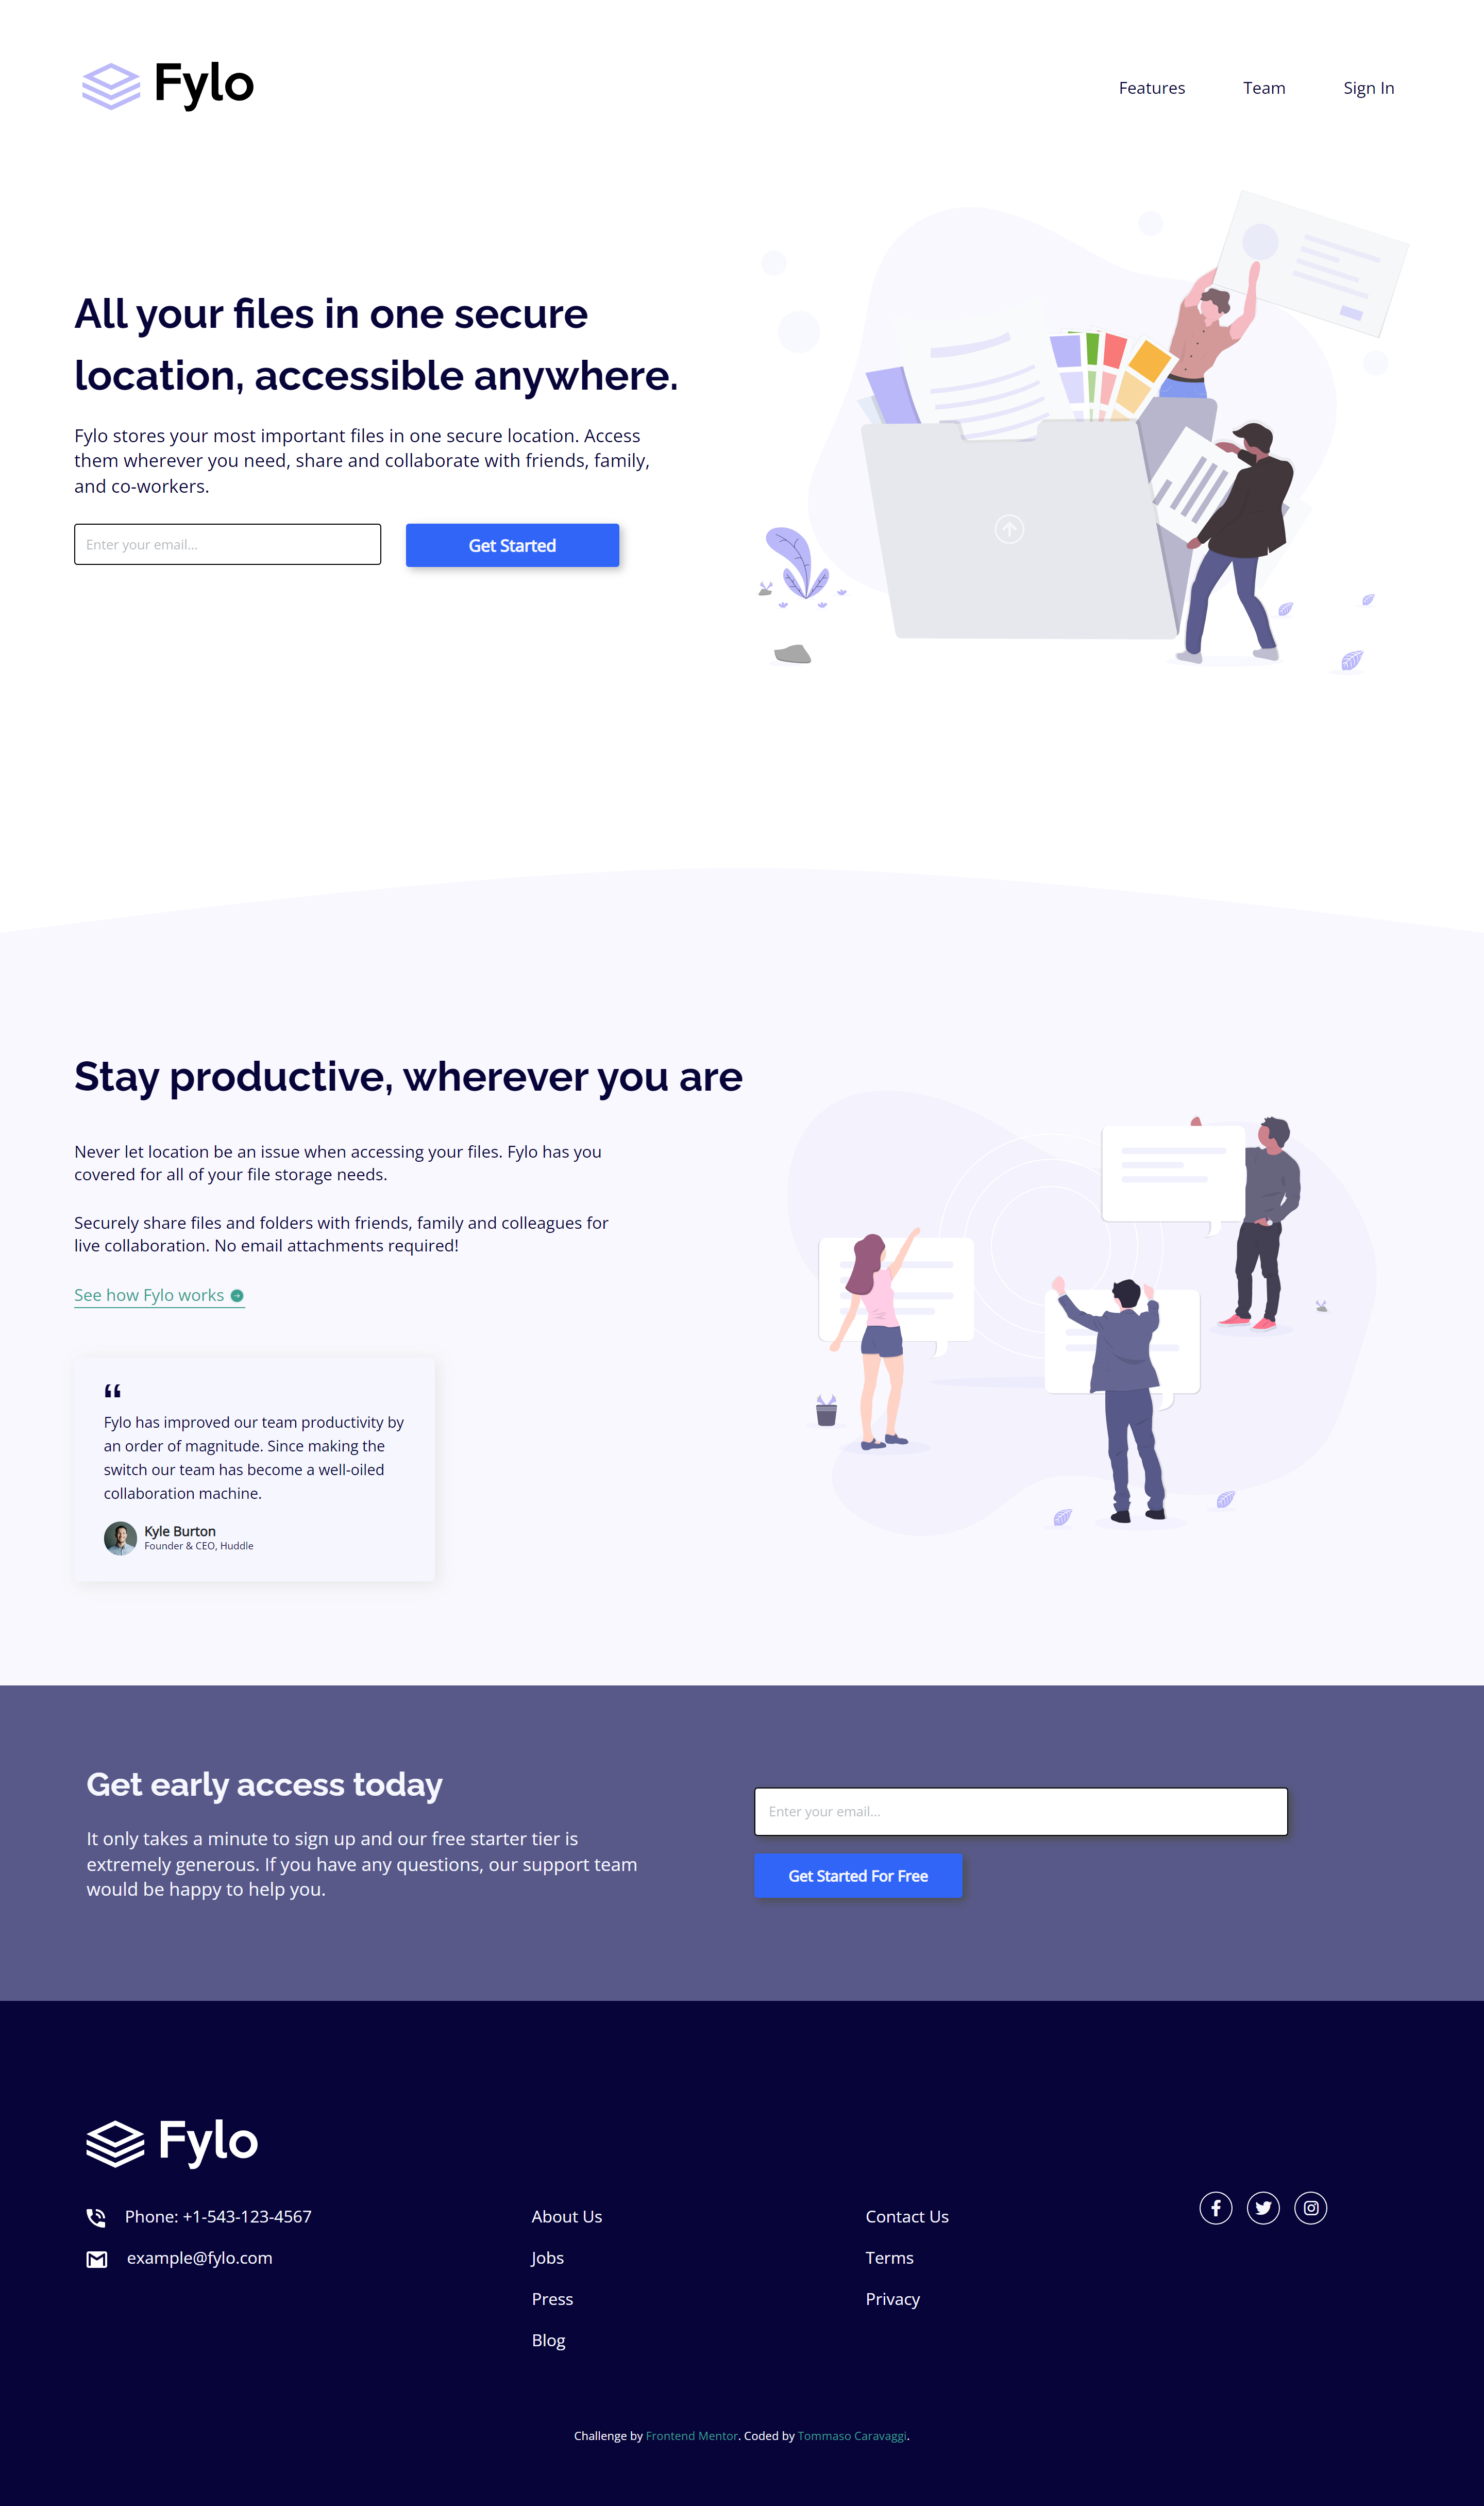 Fylo
Features
Team
Sign In
All your files in one secure
location, accessible anywhere.
Fylo stores your most important files in one secure location. Access
them wherever you need, share and collaborate with friends, family,
and co-workers.
Enter your email...
Get Started
Stay productive, wherever you are
Never let location be an issue when accessing your files. Fylo has you
covered for all of your file storage needs.
Securely share files and folders with friends, family and colleagues for
live collaboration. No email attachments required!
See how Fylo works
“
Fylo has improved our team productivity by
an order of magnitude. Since making the
switch our team has become a well-oiled
collaboration machine.
Kyle Burton
Founder & CEO, Huddle
Get early access today
It only takes a minute to sign up and our free starter tier is
extremely generous. If you have any questions, our support team
would be happy to help you.
Enter your email...
Get Started For Free
Fylo
Phone: +1-543-123-4567
example@fylo.com
About Us
Jobs
Press
Blog
Contact Us
Terms
Privacy
Challenge by Frontend Mentor. Coded by Tommaso Caravaggi.